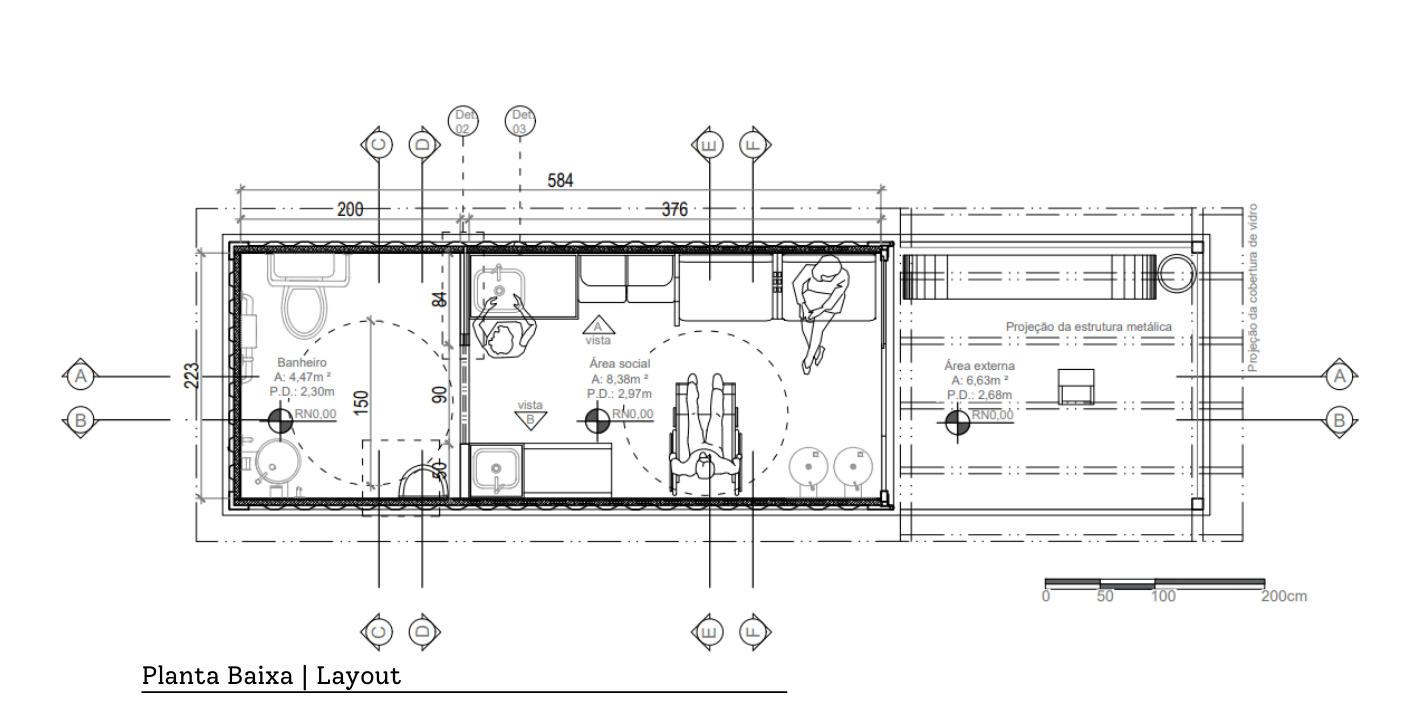 Det.
02
Det.
03
C
D
E
F
584
200
376
Projeção da cobertura de vidro
84
A
vista
Projeção da estrutura metálica
Banheiro
A: 4,47m ²
P.D.: 2,30m
Área social
A: 8,38m ²
P.D.: 2,97m
Área externa
A: 6,63m ²
P.D.: 2,68m
A
A
223
150
90
vista
B
RN0,00
RN0,00
RN0,00
B
B
50
0
50
100
200cm
C
D
E
F
Planta Baixa | Layout